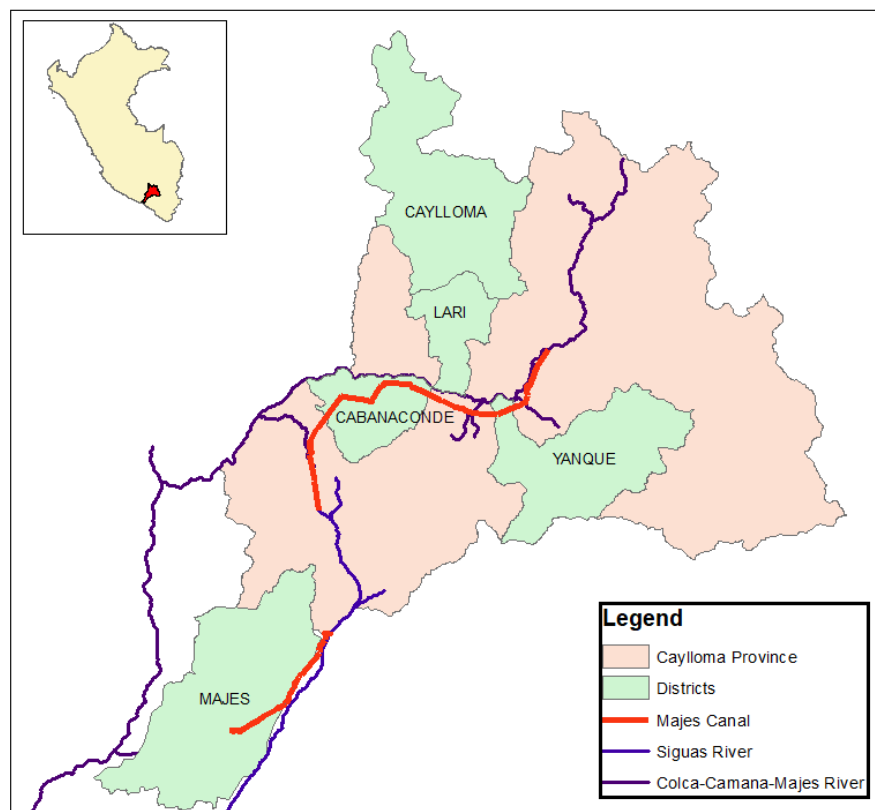 CAYLLOMA
LARI
CABANACONDE
YANQUE
MAJES
Legend
Caylloma Province
Districts
Majes Canal
Siguas River
Colca-Camana-Majes River